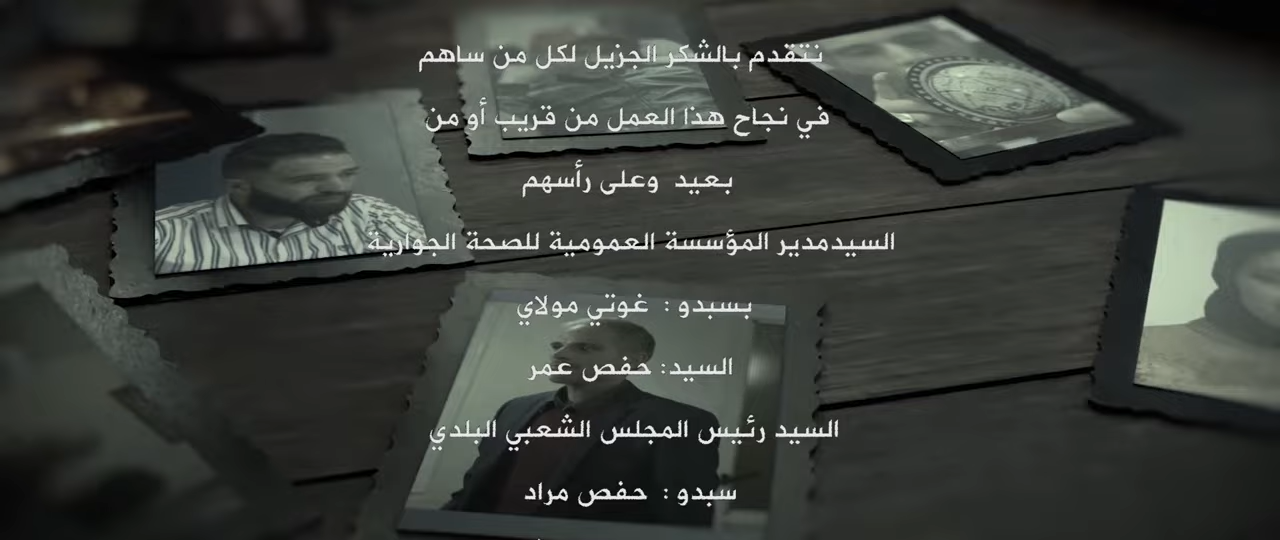 نتقدم بالشكر الجزيل لكل من ساهم
في نجاح هذا العمل من قريب أو من
بعيد وعلى رأسهم
السيدمدير المؤسسة العمومية للصحة الجوارية
بسبدو : غوتي مولاي
السيد: حفص عمر
السيد رئيس المجلس الشعبي البلدي
سبدو : حفص مراد